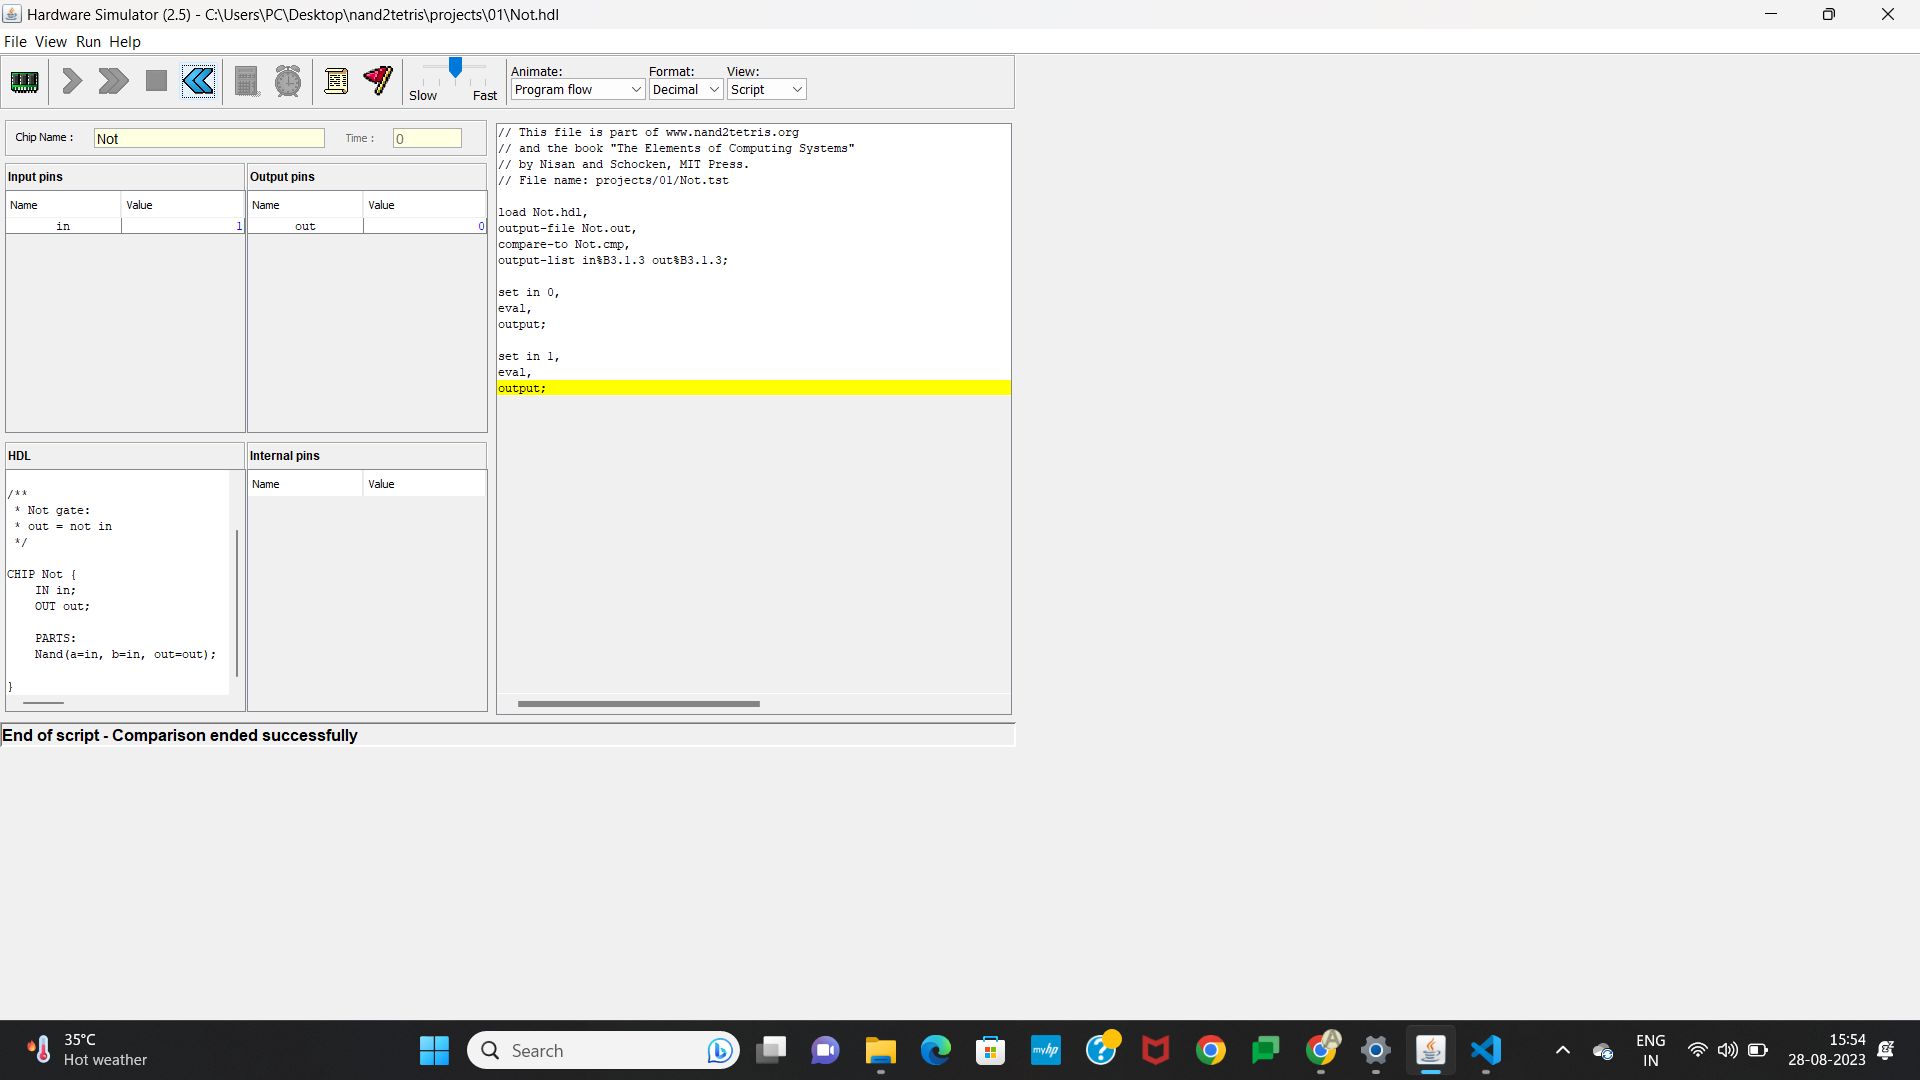 Hardware Simulator (2.5) - C:\Users\PC\Desktop\nand2tetris\projects\01\Not.hdl
File View Run Help
Animate: Format: View:
Slow Fast Program flow Decimal Script
Chip Name : Not Time : 0
Input pins
Name Value
in 1
Output pins
Name Value
out 0
HDL
/**
* Not gate:
* out = not in
*/
CHIP Not {
IN in;
OUT out;
PARTS:
Nand(a=in, b=in, out=out);
}
Internal pins
Name Value
// This file is part of www.nand2tetris.org
// and the book "The Elements of Computing Systems"
// by Nisan and Schocken, MIT Press.
// File name: projects/01/Not.tst
load Not.hdl,
output-file Not.out,
compare-to Not.cmp,
output-list in%B3.1.3 out%B3.1.3;
set in 0,
eval,
output;
set in 1,
eval,
output;
End of script - Comparison ended successfully
35°C
Hot weather
Search
myhp
A
ENG
IN
15:54
28-08-2023